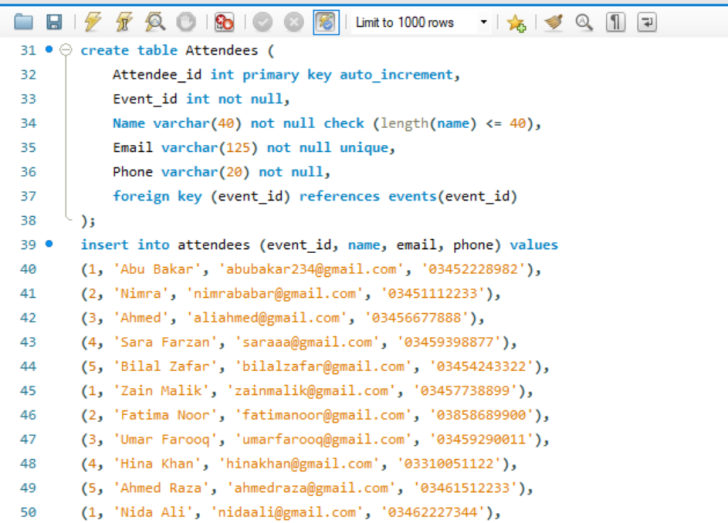 Limit to 1000 rows
31 create table Attendees (
32 Attendee_id int primary key auto_increment,
33 Event_id int not null,
34 Name varchar(40) not null check (length(name) <= 40),
35 Email varchar(125) not null unique,
36 Phone varchar(20) not null,
37 foreign key (event_id) references events(event_id)
38 );
39 insert into attendees (event_id, name, email, phone) values
40 (1, 'Abu Bakar', 'abubakar234@gmail.com', '03452228982'),
41 (2, 'Nimra', 'nimrababar@gmail.com', '03451112233'),
42 (3, 'Ahmed', 'aliahmed@gmail.com', '03456677888'),
43 (4, 'Sara Farzan', 'saraaa@gmail.com', '03459398877'),
44 (5, 'Bilal Zafar', 'bilalzafar@gmail.com', '03454243322'),
45 (1, 'Zain Malik', 'zainmalik@gmail.com', '03457738899'),
46 (2, 'Fatima Noor', 'fatimanoor@gmail.com', '03858689900'),
47 (3, 'Umar Farooq', 'umarfarooq@gmail.com', '03459290011'),
48 (4, 'Hina Khan', 'hinakhan@gmail.com', '03310051122'),
49 (5, 'Ahmed Raza', 'ahmedraza@gmail.com', '03461512233'),
50 (1, 'Nida Ali', 'nidaali@gmail.com', '03462227344'),